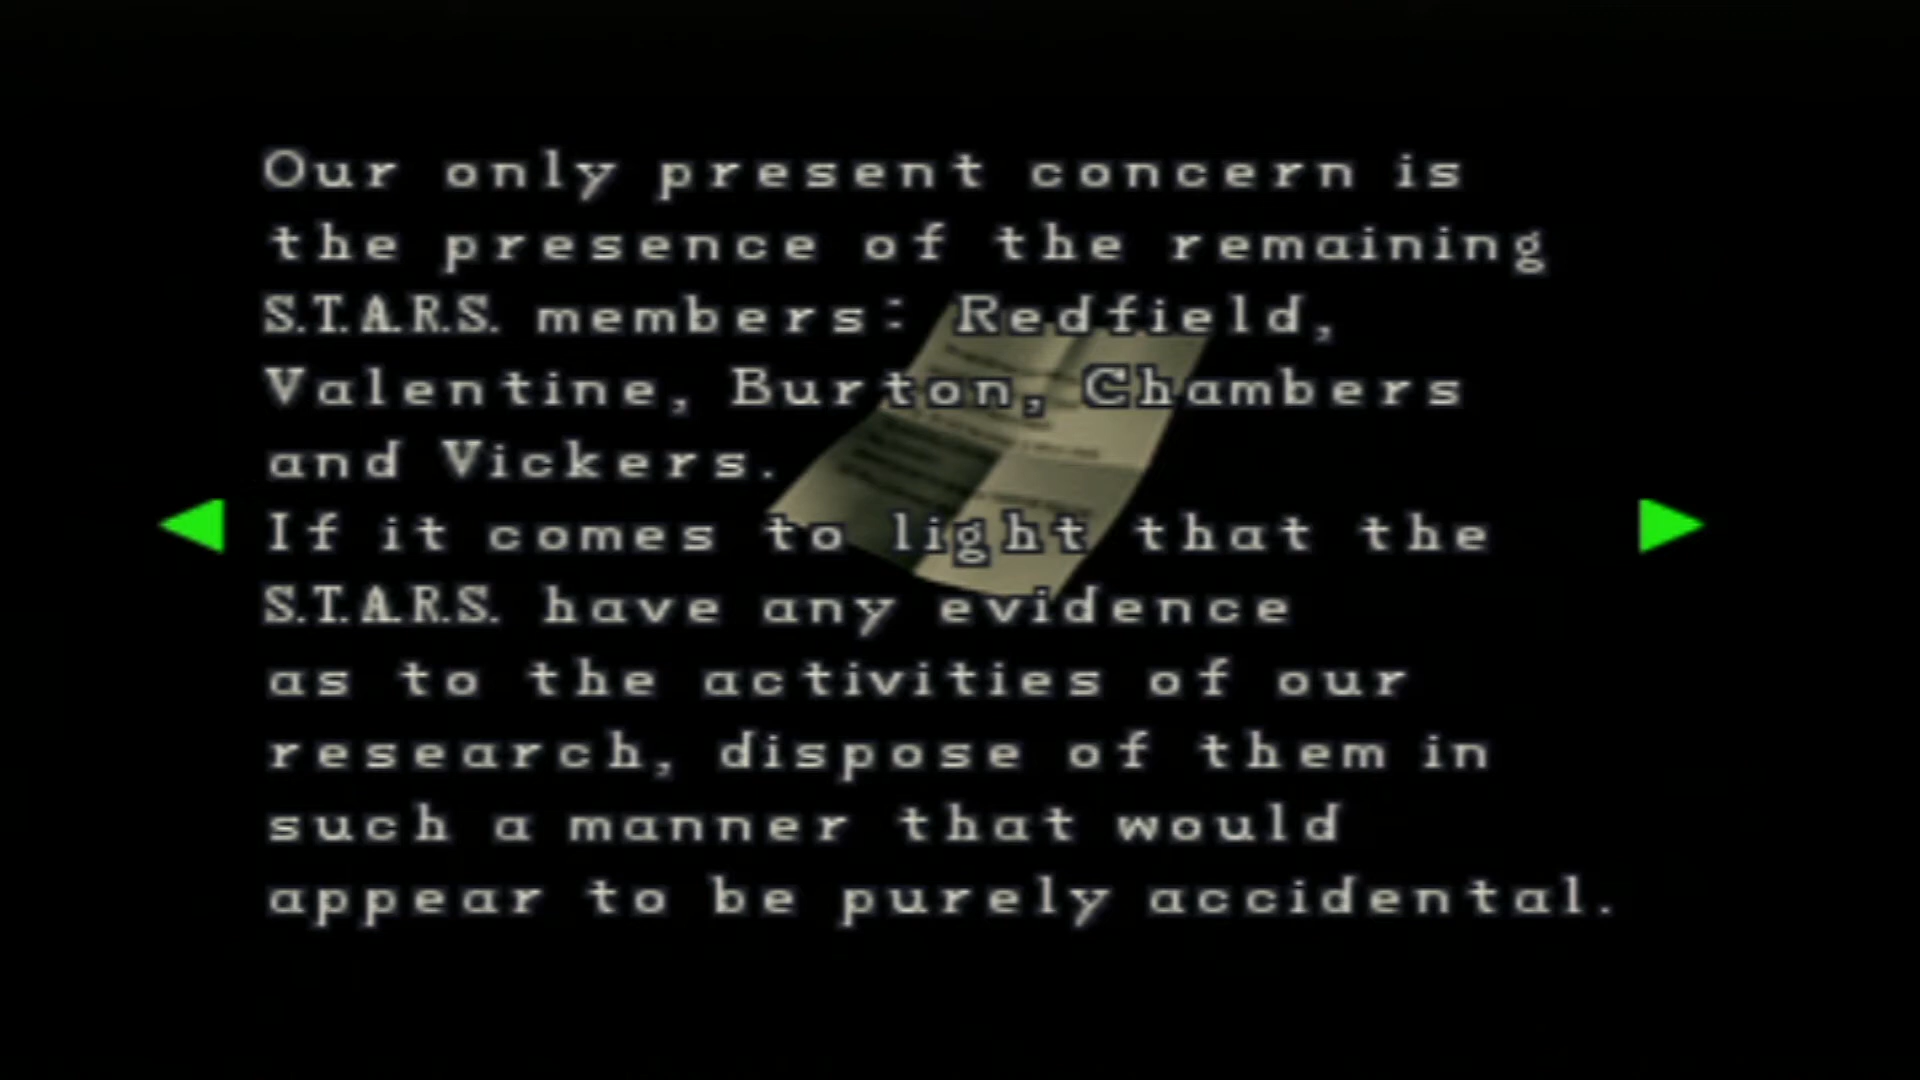 Our only present concern is
the presence of the remaining
S.T.A.R.S. members: Redfield,
Valentine, Burton, Chambers
and Vickers.
If it comes to light that the
S.T.A.R.S. have any evidence
as to the activities of our
research, dispose of them in
such a manner that would
appear to be purely accidental.